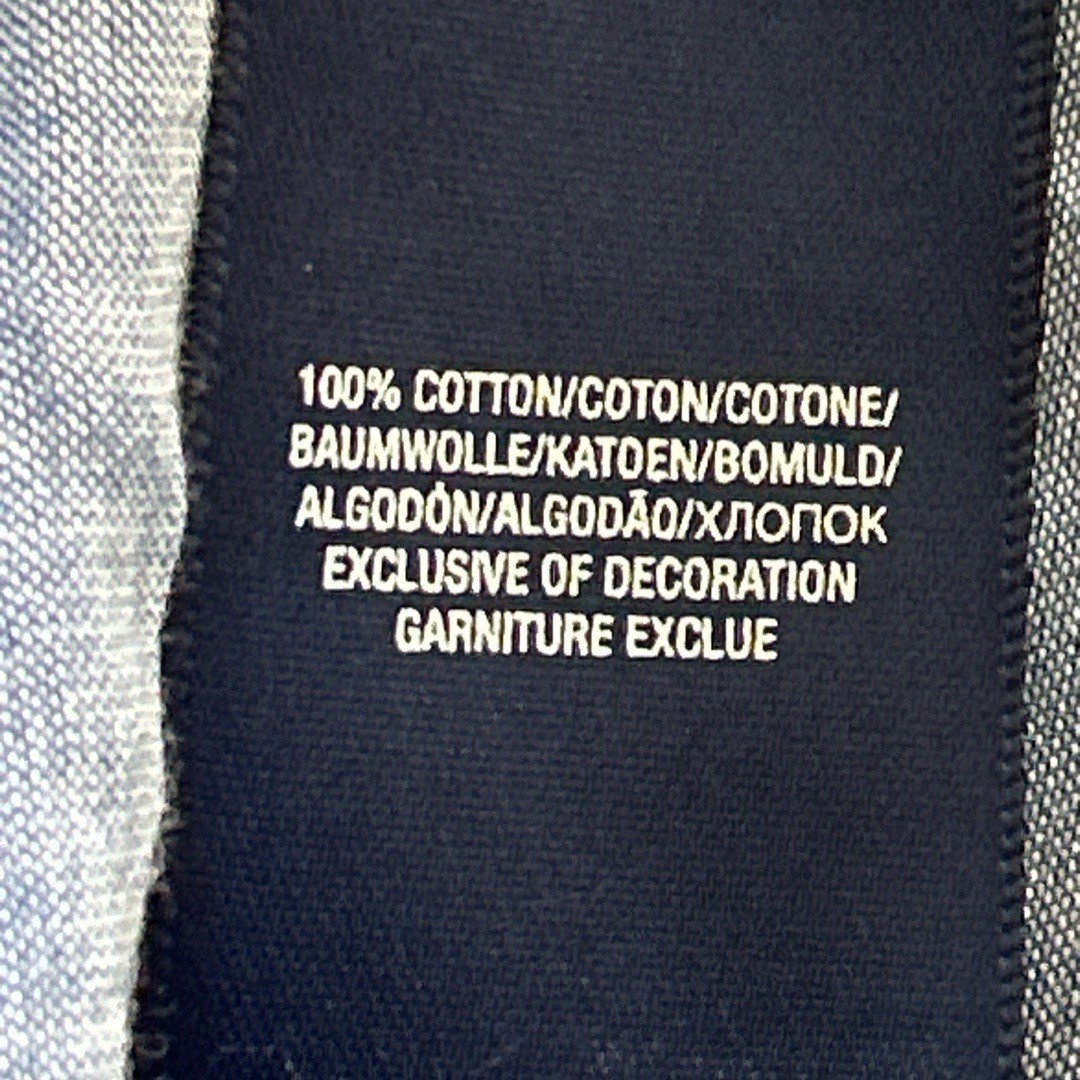 100% COTTON/COTON/COTONE/
BAUMWOLLE/KATOEN/BOMULD/
ALGODÓN/ALGODÃO/ХЛОПОК
EXCLUSIVE OF DECORATION
GARNITURE EXCLUE